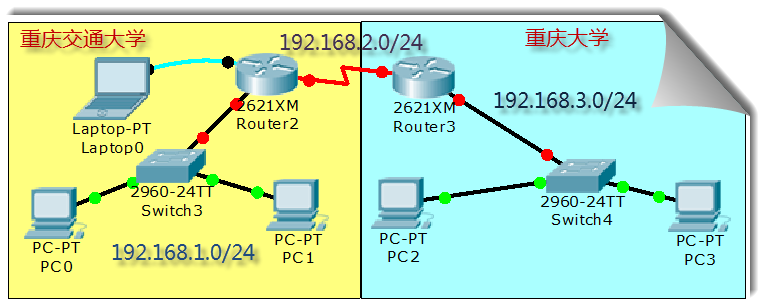 重庆交通大学
192.168.2.0/24
重庆大学
2621XM
Router2
2621XM
Router3
192.168.3.0/24
Laptop-PT
Laptop0
2960-24TT
Switch3
2960-24TT
Switch4
PC-PT
PC0
192.168.1.0/24
PC-PT
PC1
PC-PT
PC2
PC-PT
PC3